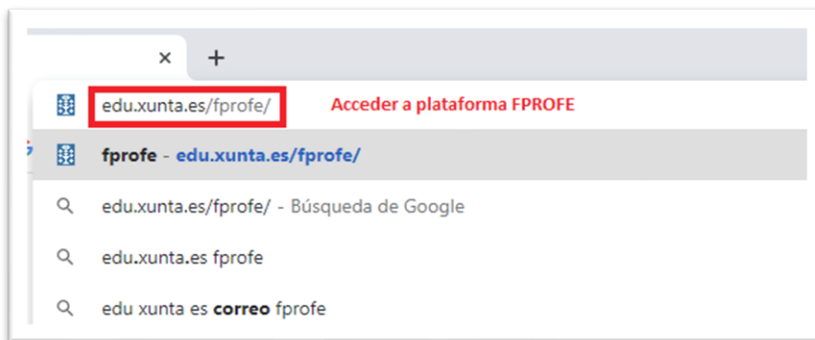 edu.xunta.es/fprofe/ Acceder a plataforma FPROFE
fprofe - edu.xunta.es/fprofe/
edu.xunta.es/fprofe/ - Búsqueda de Google
edu.xunta.es fprofe
edu xunta es correo fprofe